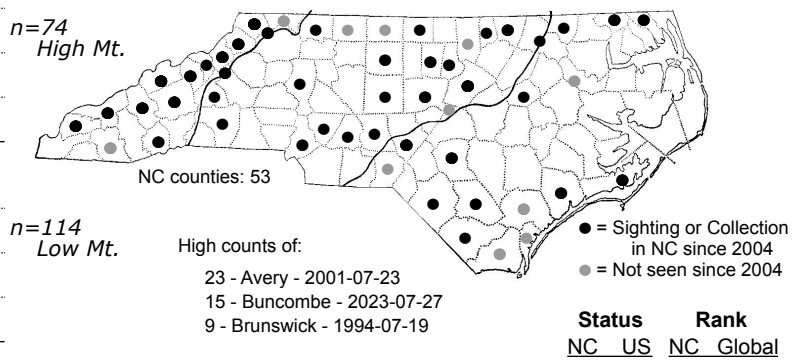 n=74
High Mt.
NC counties: 53
n=114
Low Mt.
High counts of:
23 - Avery - 2001-07-23
15 - Buncombe - 2023-07-27
9 - Brunswick - 1994-07-19
= Sighting or Collection
in NC since 2004
= Not seen since 2004
Status Rank
NC US NC Global